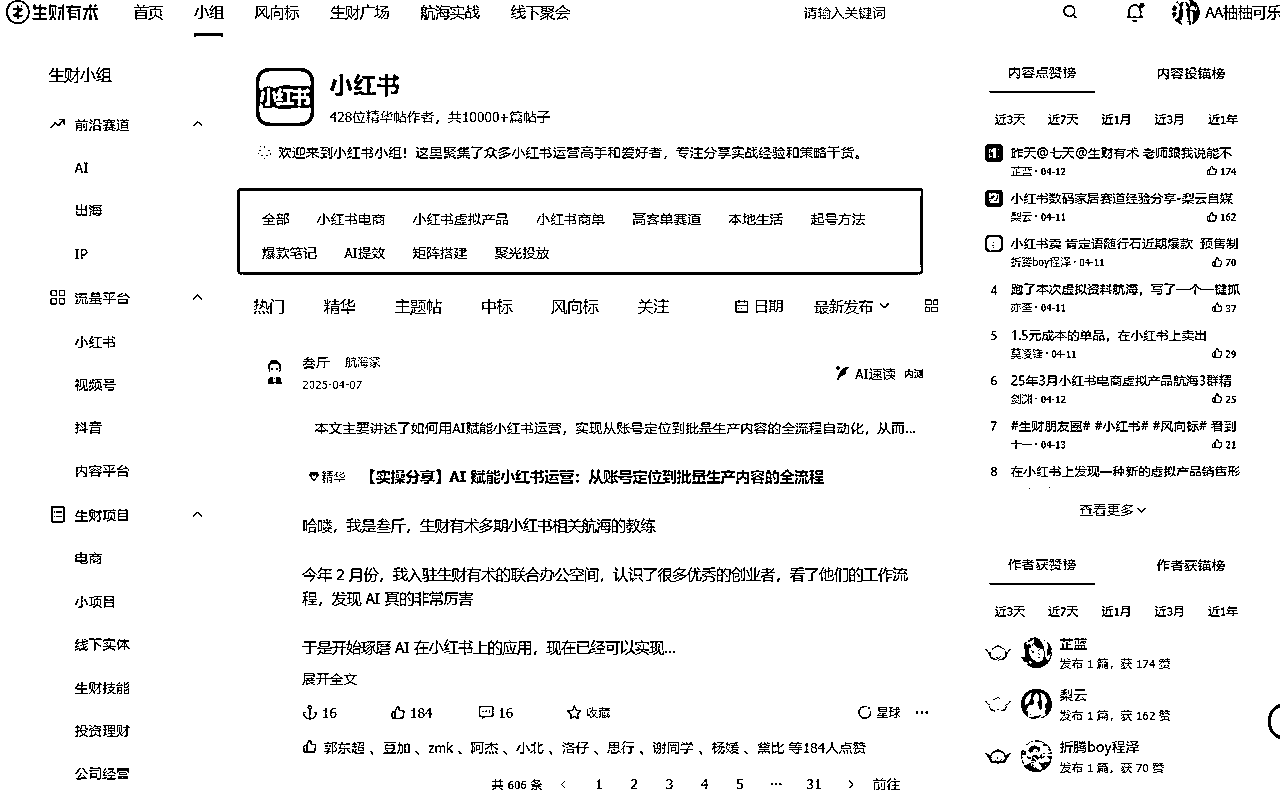 生财有术 首页 小组 风向标 生财广场 航海实战 线下聚会 请输入关键词 AA柚柚可乐
生财小组
前沿赛道
AI
出海
IP
流量平台
小红书
视频号
抖音
内容平台
生财项目
电商
小项目
线下实体
生财技能
投资理财
公司经营
小红书
小红书
428位精华帖作者，共10000+篇帖子
欢迎来到小红书小组！这里聚集了众多小红书运营高手和爱好者，专注分享实战经验和策略干货。
全部 小红书电商 小红书虚拟产品 小红书商单 高客单赛道 本地生活 起号方法
爆款笔记 AI提效 矩阵搭建 聚光投放
热门 精华 主题帖 中标 风向标 关注 日期 最新发布
叁斤 航海家
2025-04-07
AI速读 内测
本文主要讲述了如何用AI赋能小红书运营，实现从账号定位到批量生产内容的全流程自动化，从而...
精华 【实操分享】AI 赋能小红书运营：从账号定位到批量生产内容的全流程
哈喽，我是叁斤，生财有术多期小红书相关航海的教练
今年 2 月份，我入驻生财有术的联合办公空间，认识了很多优秀的创业者，看了他们的工作流
程，发现 AI 真的非常厉害
于是开始琢磨 AI 在小红书上的应用，现在已经可以实现...
展开全文
16 184 16 收藏 星球 ...
郭东超、豆加、zmk、阿杰、小北、洛仔、思行、谢同学、杨媛、黛比 等184人点赞
共 606 条 < 1 2 3 4 5 ... 31 > 前往
内容点赞榜 内容投锚榜
近3天 近7天 近1月 近3月 近1年
1 昨天@七天@生财有术 老师跟我说能不
芷蓝 · 04-12 174
2 小红书数码家居赛道经验分享-梨云自媒
梨云 · 04-11 162
小红书卖 肯定语随行石近期爆款 预售制
折腾boy程泽 · 04-11 70
4 跑了本次虚拟资料航海，写了一个一键抓
亦亟 · 04-11 37
5 1.5元成本的单品，在小红书上卖出
莫凌锋 · 04-11 29
6 25年3月小红书电商虚拟产品航海3群精
剑渊 · 04-12 25
7 #生财朋友圈# #小红书# #风向标# 看到
十一 · 04-13 21
8 在小红书上发现一种新的虚拟产品销售形
查看更多
作者获赞榜 作者获锚榜
近3天 近7天 近1月 近3月 近1年
芷蓝
发布 1 篇，获 174 赞
梨云
发布 1 篇，获 162 赞
折腾boy程泽
发布 1 篇，获 70 赞